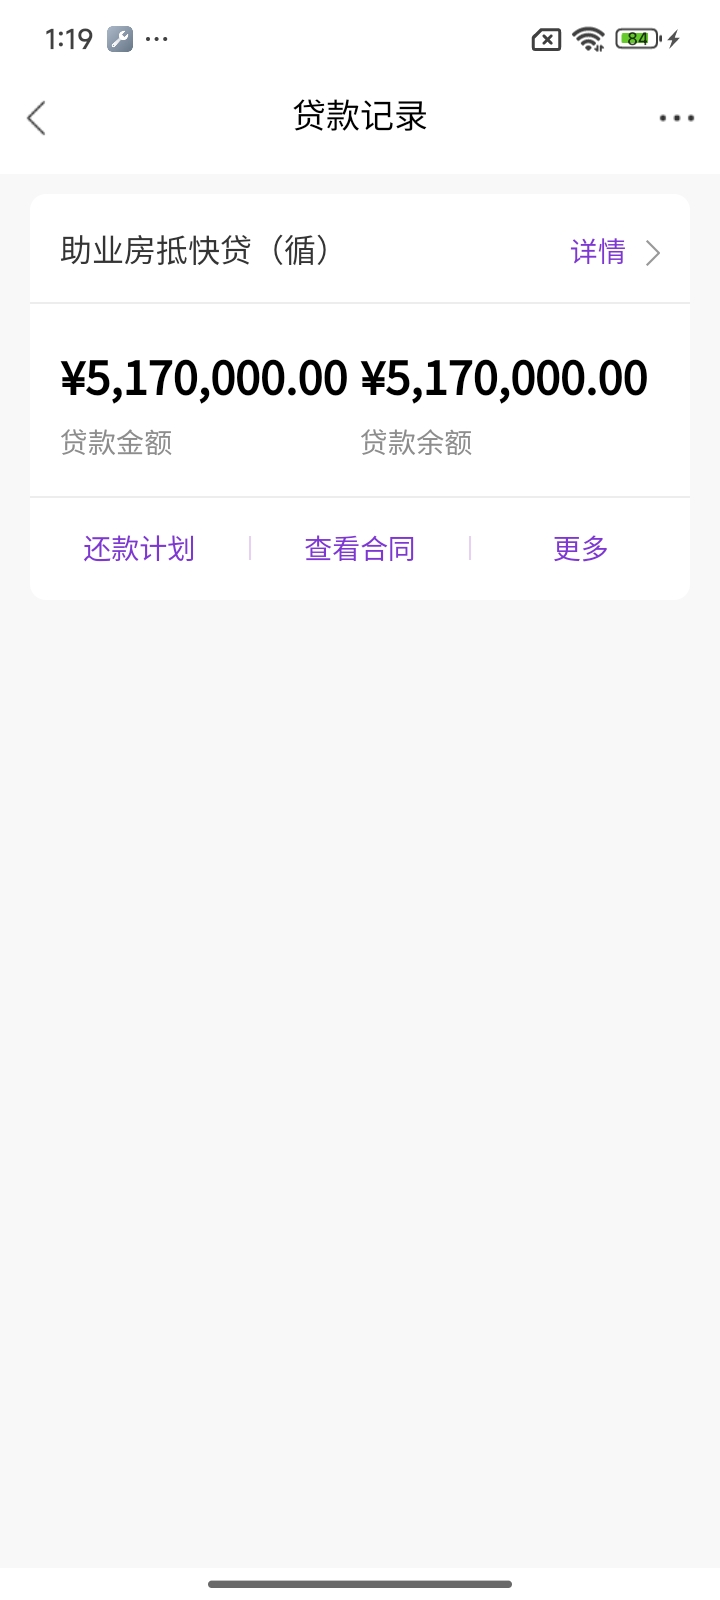 1:19 84
贷款记录
助业房抵快贷（循） 详情
¥5,170,000.00 ¥5,170,000.00
贷款金额 贷款余额
还款计划 查看合同 更多